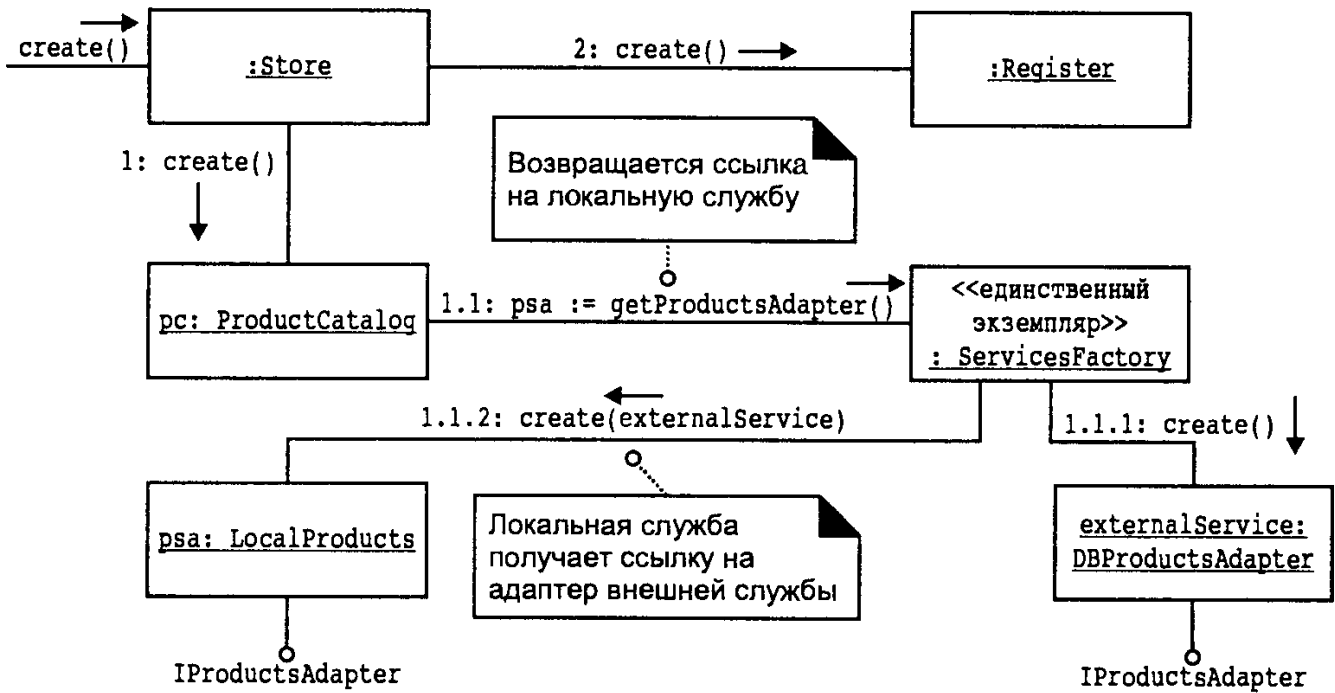 create()
:Store
2: create()
:Register
1: create()
Возвращается ссылка
на локальную службу
pc: ProductCatalog
1.1: psa := getProductsAdapter()
<<единственный
экземпляр>>
: ServicesFactory
1.1.2: create(externalService)
1.1.1: create()
psa: LocalProducts
Локальная служба
получает ссылку на
адаптер внешней службы
externalService:
DBProductsAdapter
IProductsAdapter
IProductsAdapter